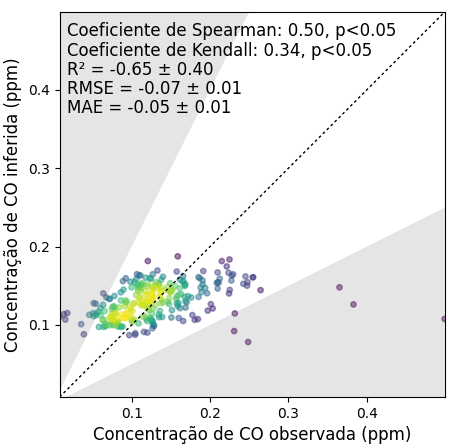 Coeficiente de Spearman: 0.50, p<0.05
Coeficiente de Kendall: 0.34, p<0.05
R² = -0.65 ± 0.40
RMSE = -0.07 ± 0.01
MAE = -0.05 ± 0.01
Concentração de CO inferida (ppm)
0.4
0.3
0.2
0.1
0.1 0.2 0.3 0.4
Concentração de CO observada (ppm)